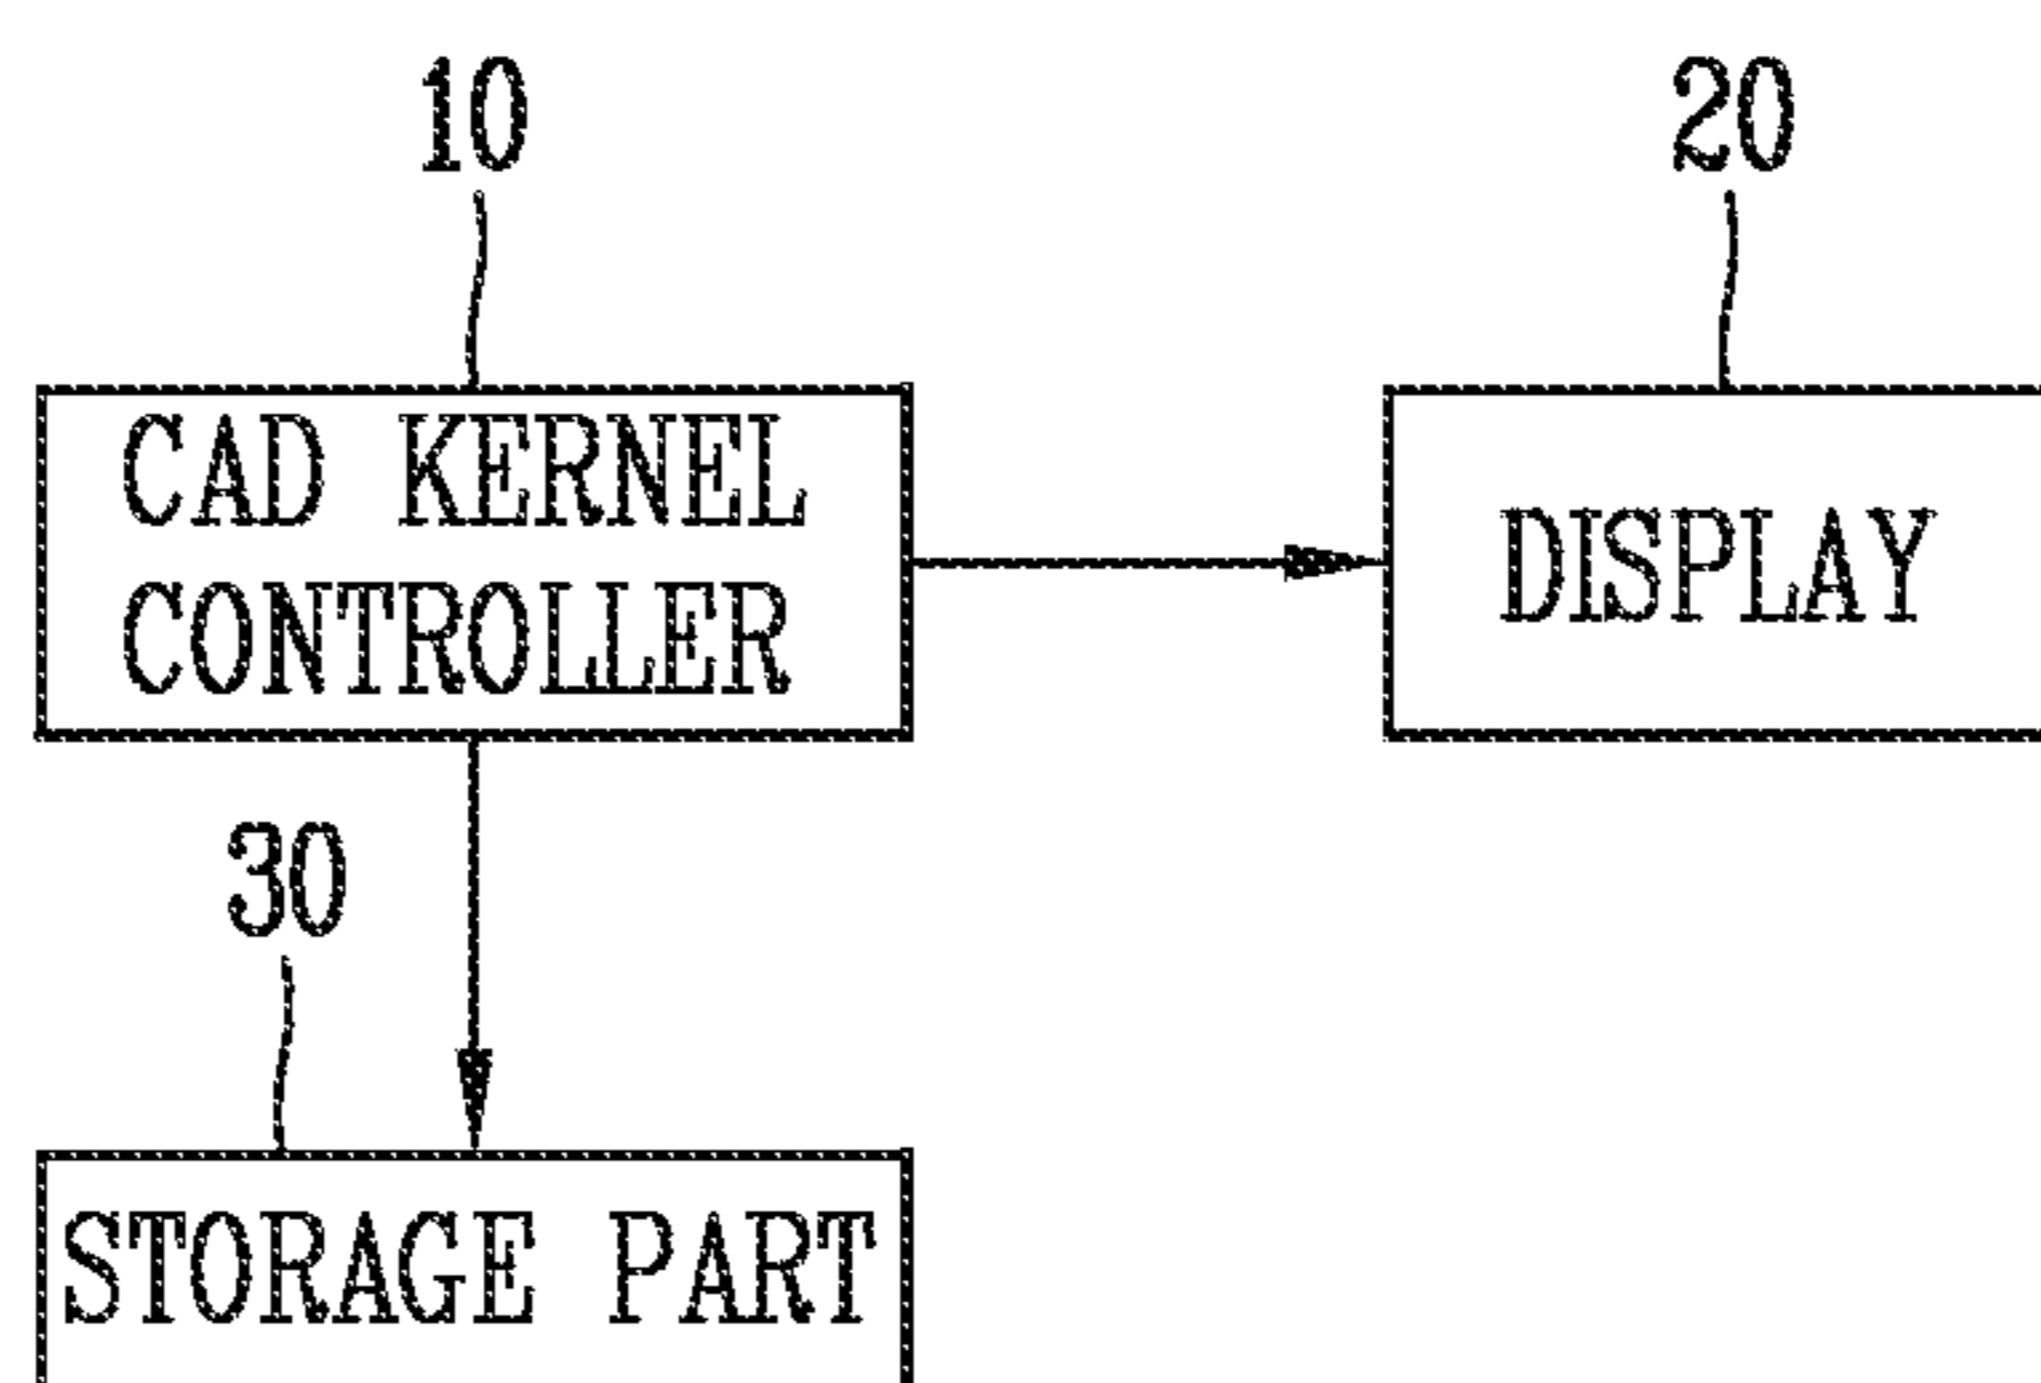 10
20
CAD KERNEL
CONTROLLER
DISPLAY
30
STORAGE PART